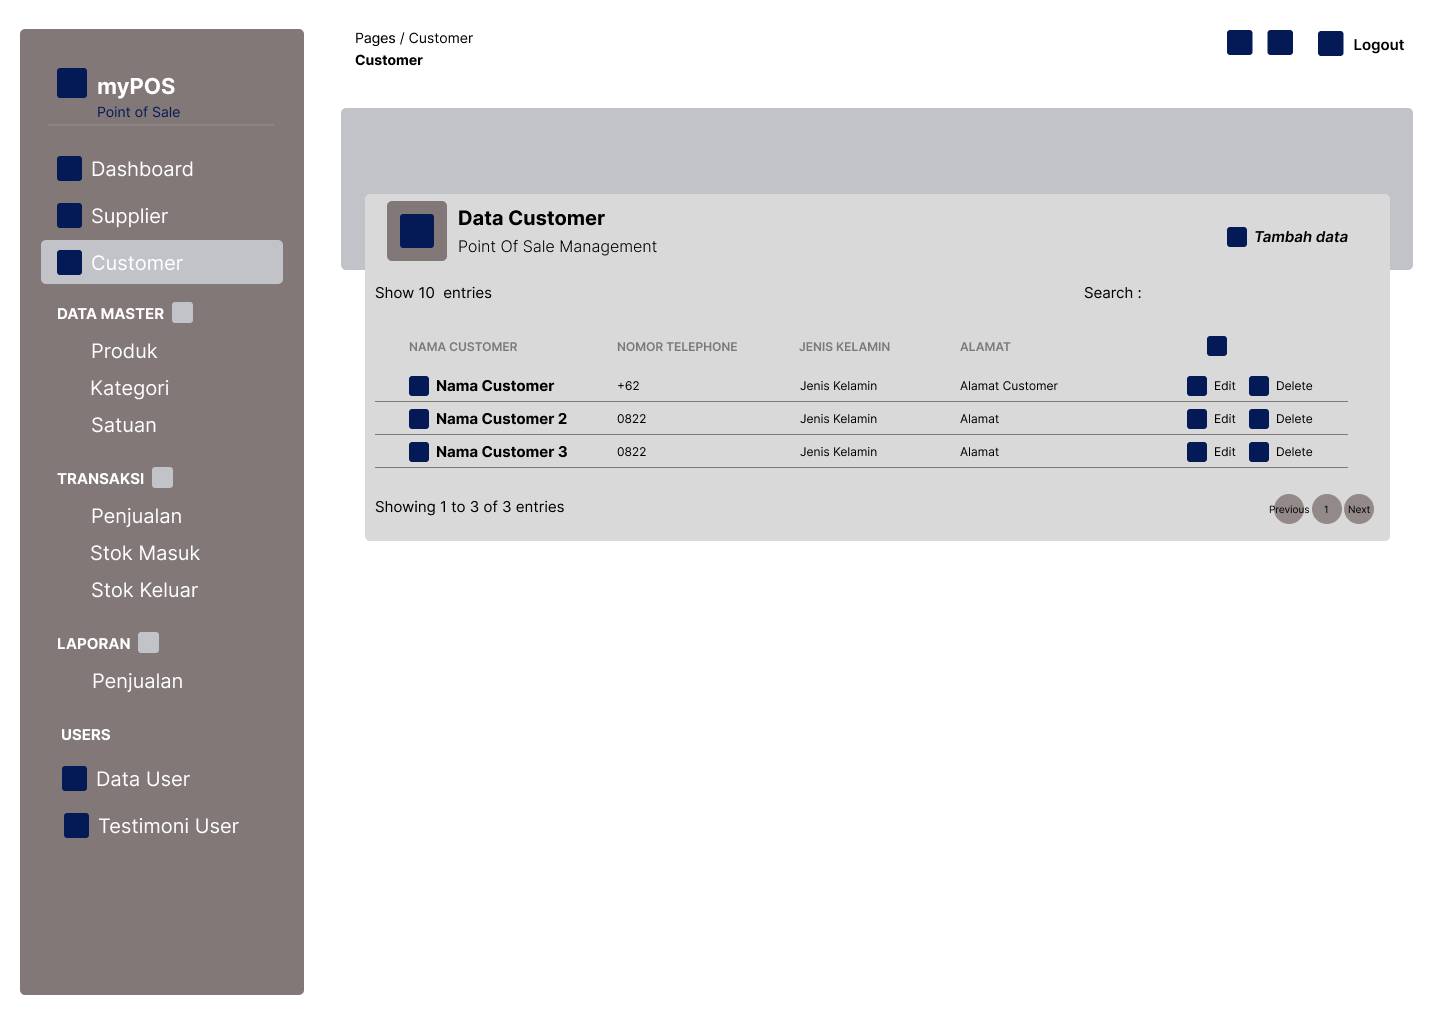 myPOS
Point of Sale
Dashboard
Supplier
Customer
DATA MASTER
Produk
Kategori
Satuan
TRANSAKSI
Penjualan
Stok Masuk
Stok Keluar
LAPORAN
Penjualan
USERS
Data User
Testimoni User
Pages / Customer
Customer
Logout
Data Customer
Point Of Sale Management
Tambah data
Show 10 entries
Search :
NAMA CUSTOMER NOMOR TELEPHONE JENIS KELAMIN ALAMAT
Nama Customer +62 Jenis Kelamin Alamat Customer Edit Delete
Nama Customer 2 0822 Jenis Kelamin Alamat Edit Delete
Nama Customer 3 0822 Jenis Kelamin Alamat Edit Delete
Showing 1 to 3 of 3 entries
Previous 1 Next